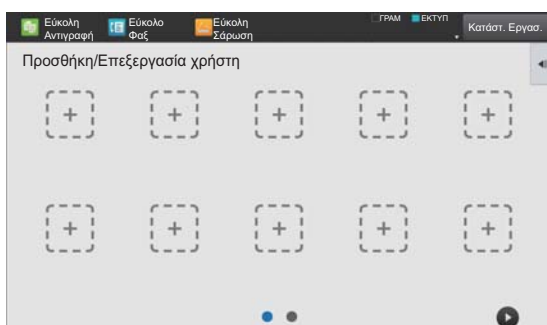 Εύκολη
Αντιγραφή
Εύκολο
Φαξ
Εύκολη
Σάρωση
ΓΡΑΜ
ΕΚΤΥΠ
Κατάστ. Εργασ.
Προσθήκη/Επεξεργασία χρήστη